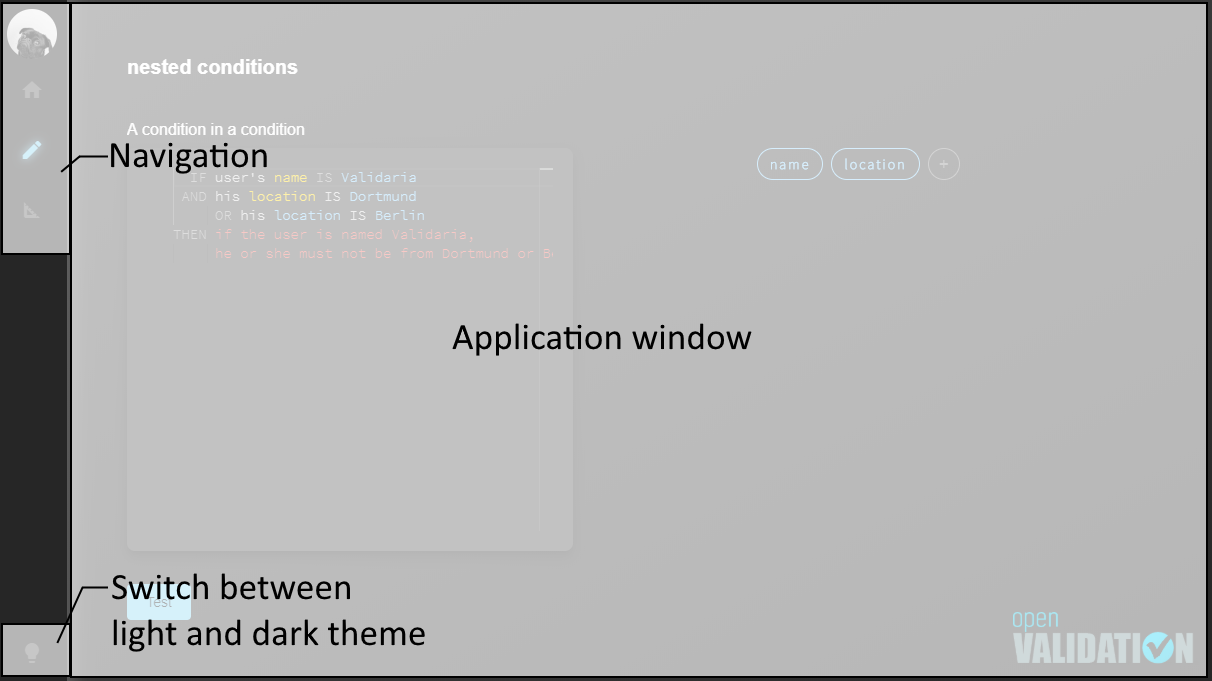 nested conditions
A condition in a condition
Navigation
IF user's name IS Validaria
AND his location IS Dortmund
OR his location IS Berlin
THEN if the user is named Validaria,
he or she must not be from Dortmund or
name
location
+
Application window
Switch between
light and dark theme
Test
open
VALIDATION